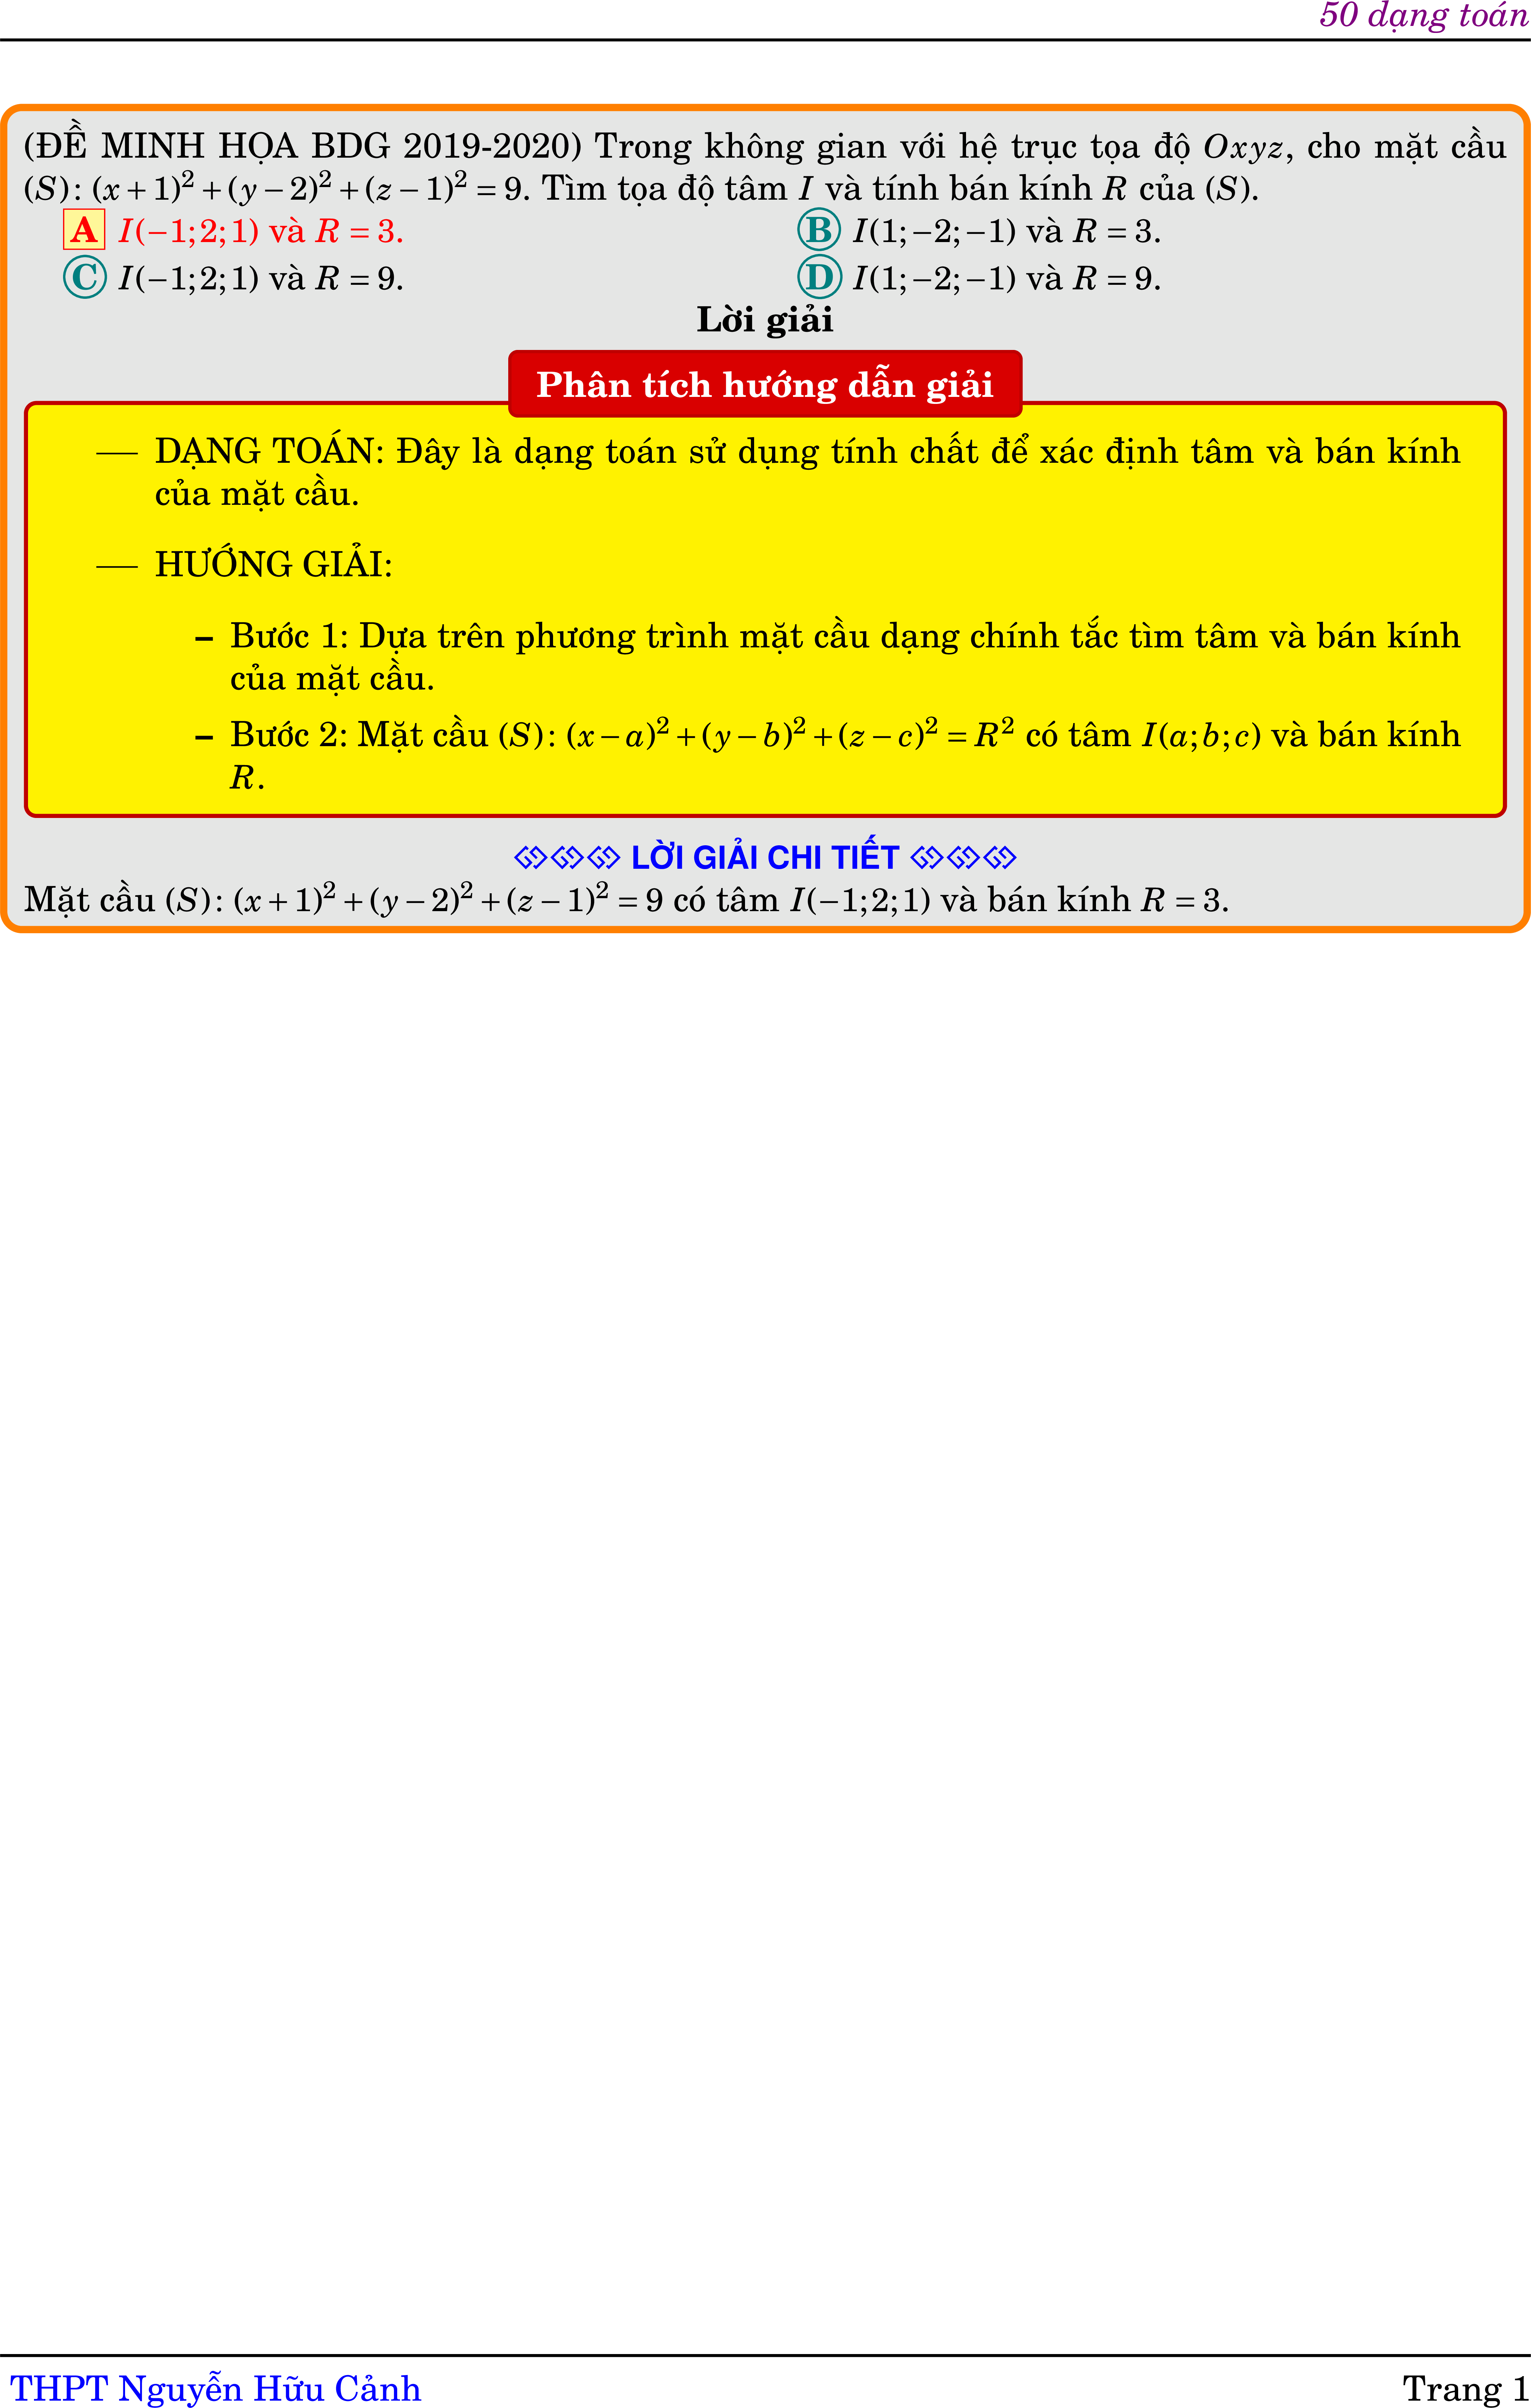 50 dạng toán
(ĐỀ MINH HỌA BDG 2019-2020) Trong không gian với hệ trục tọa độ Oxyz, cho mặt cầu
(S): (x + 1)² + (y − 2)² + (z − 1)² = 9. Tìm tọa độ tâm I và tính bán kính R của (S).
A I(−1;2;1) và R = 3. B I(1;−2;−1) và R = 3.
C I(−1;2;1) và R = 9. D I(1;−2;−1) và R = 9.
Lời giải
Phân tích hướng dẫn giải
— DẠNG TOÁN: Đây là dạng toán sử dụng tính chất để xác định tâm và bán kính
của mặt cầu.
— HƯỚNG GIẢI:
– Bước 1: Dựa trên phương trình mặt cầu dạng chính tắc tìm tâm và bán kính
của mặt cầu.
– Bước 2: Mặt cầu (S): (x − a)² + (y − b)² + (z − c)² = R² có tâm I(a;b;c) và bán kính
R.
LỜI GIẢI CHI TIẾT
Mặt cầu (S): (x + 1)² + (y − 2)² + (z − 1)² = 9 có tâm I(−1;2;1) và bán kính R = 3.
THPT Nguyễn Hữu Cảnh Trang 1